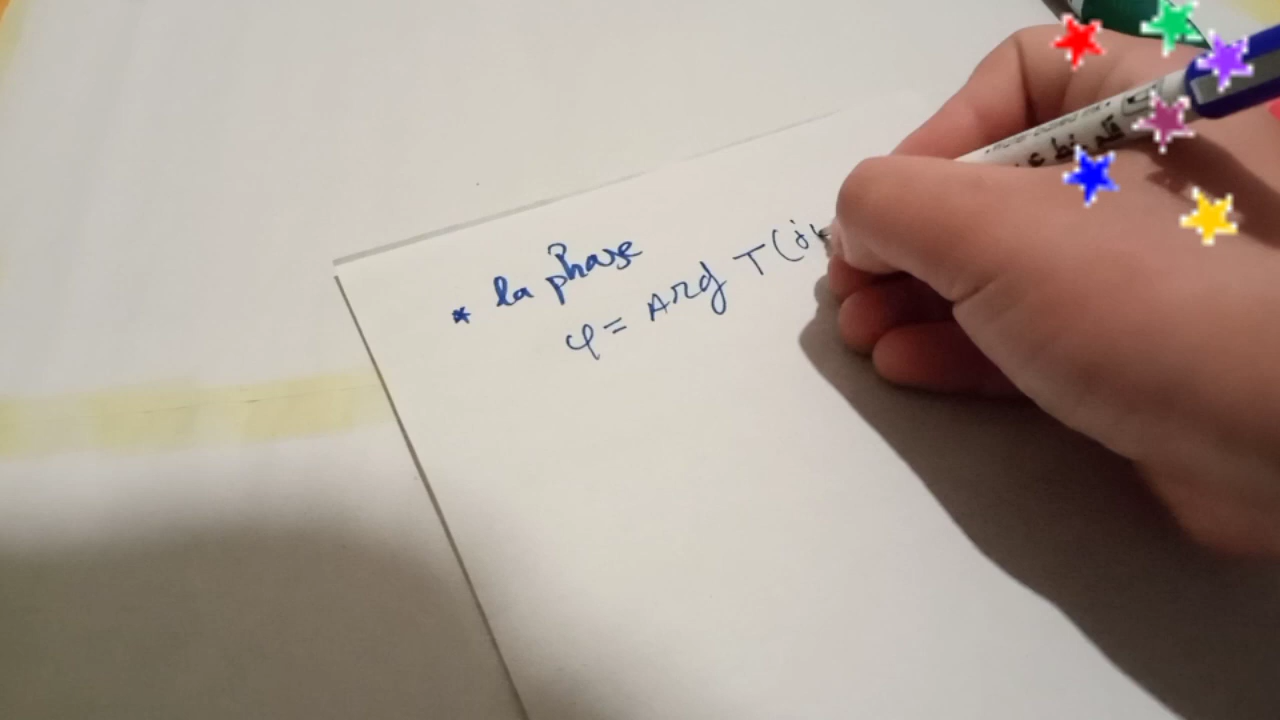 * la phase
φ = Arg T(j